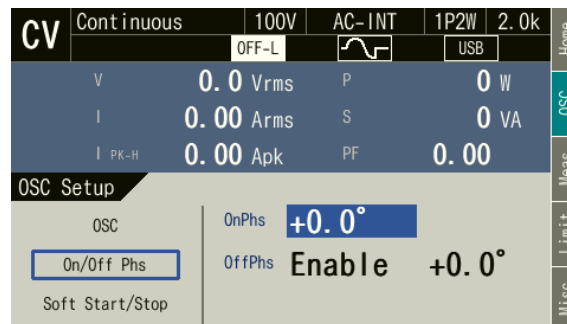 CV Continuous 100V AC-INT 1P2W 2.0k
OFF-L USB
V 0.0 Vrms P 0 W
I 0.00 Arms S 0 VA
I PK-H 0.00 Apk PF 0.00
OSC Setup
OSC OnPhs +0.0°
On/Off Phs OffPhs Enable +0.0°
Soft Start/Stop
Home
OSC
Meas
Limit
Misc